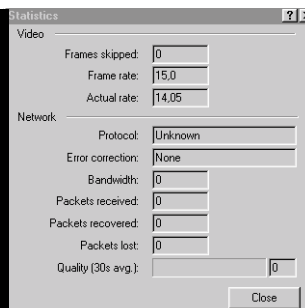 Statistics
Video
Frames skipped: 0
Frame rate: 15,0
Actual rate: 14,05
Network
Protocol: Unknown
Error correction: None
Bandwidth: 0
Packets received: 0
Packets recovered: 0
Packets lost: 0
Quality (30s avg.): 0
Close